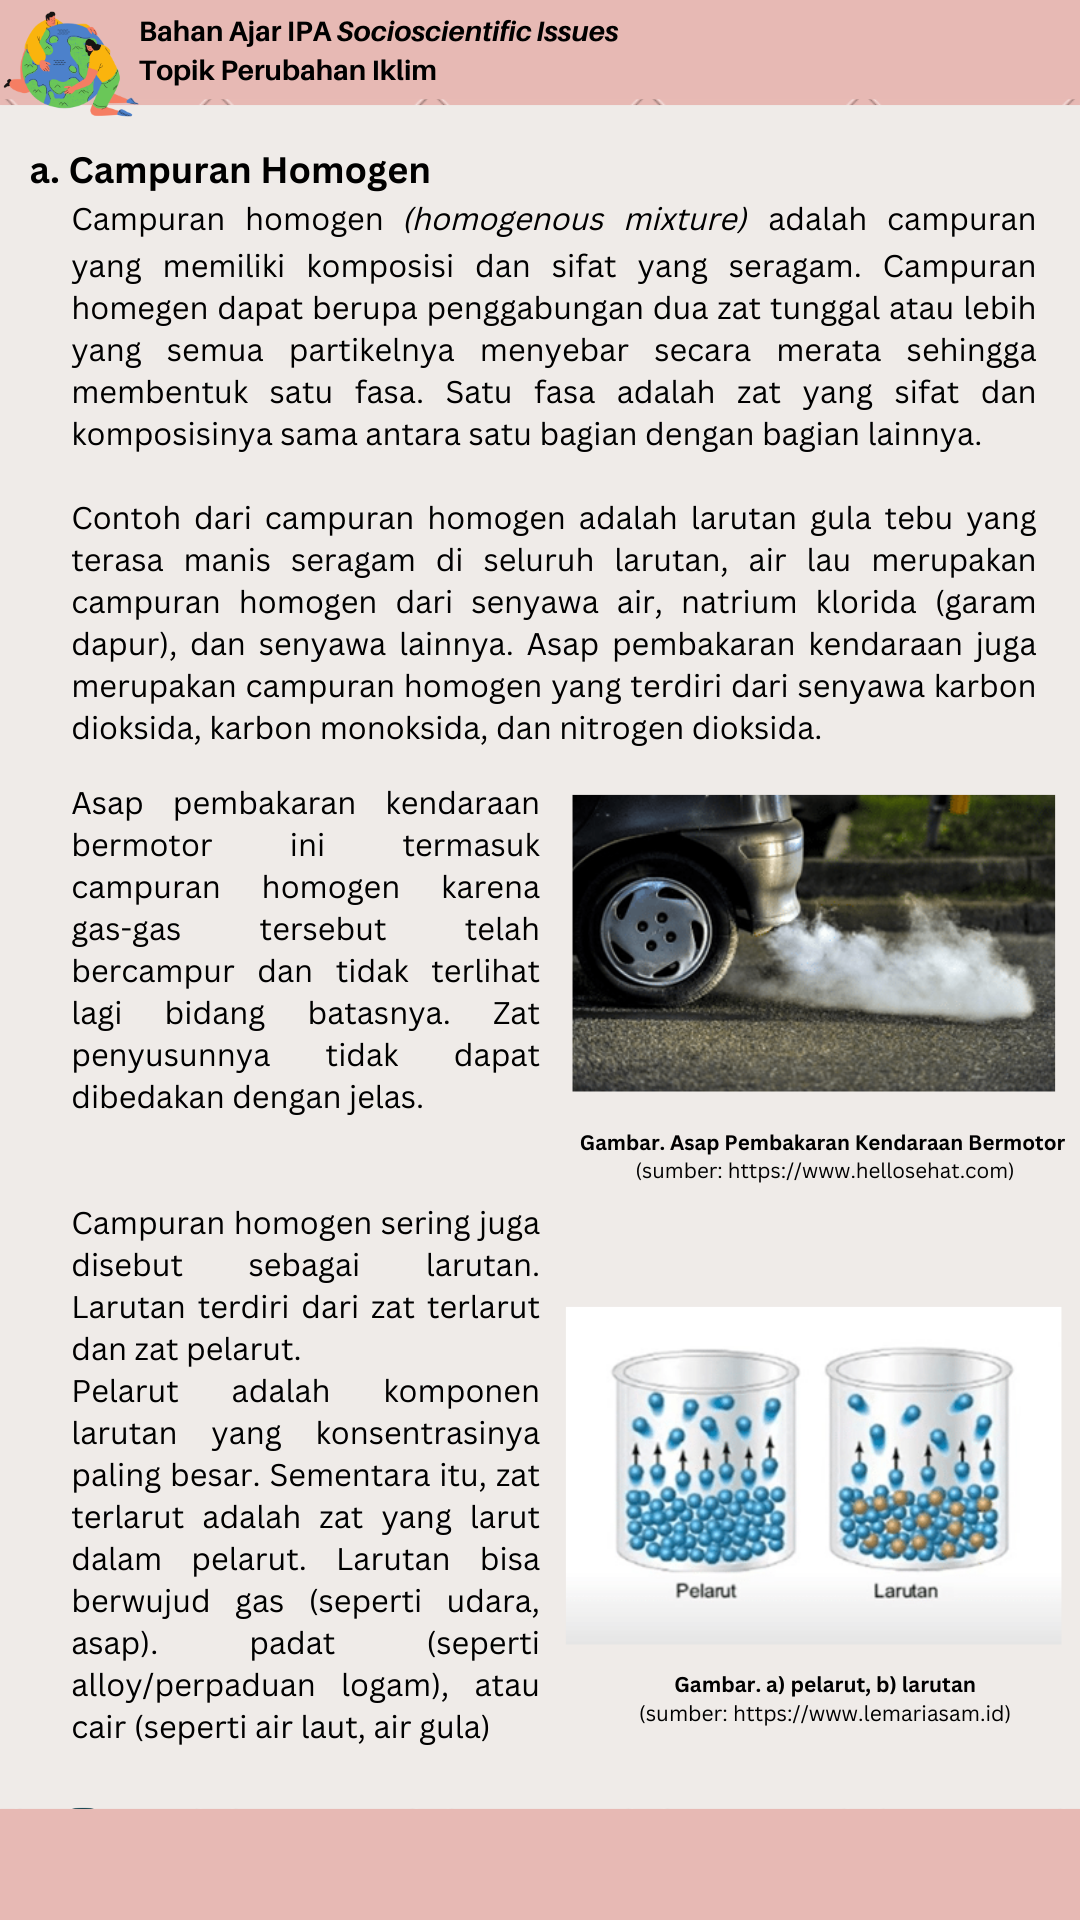 Bahan Ajar IPA Socioscientific Issues
Topik Perubahan Iklim
a. Campuran Homogen
Campuran homogen (homogenous mixture) adalah campuran
yang memiliki komposisi dan sifat yang seragam. Campuran
homegen dapat berupa penggabungan dua zat tunggal atau lebih
yang semua partikelnya menyebar secara merata sehingga
membentuk satu fasa. Satu fasa adalah zat yang sifat dan
komposisinya sama antara satu bagian dengan bagian lainnya.
Contoh dari campuran homogen adalah larutan gula tebu yang
terasa manis seragam di seluruh larutan, air lau merupakan
campuran homogen dari senyawa air, natrium klorida (garam
dapur), dan senyawa lainnya. Asap pembakaran kendaraan juga
merupakan campuran homogen yang terdiri dari senyawa karbon
dioksida, karbon monoksida, dan nitrogen dioksida.
Asap pembakaran kendaraan
bermotor ini termasuk
campuran homogen karena
gas-gas tersebut telah
bercampur dan tidak terlihat
lagi bidang batasnya. Zat
penyusunnya tidak dapat
dibedakan dengan jelas.
Gambar. Asap Pembakaran Kendaraan Bermotor
(sumber: https://www.hellosehat.com)
Campuran homogen sering juga
disebut sebagai larutan.
Larutan terdiri dari zat terlarut
dan zat pelarut.
Pelarut adalah komponen
larutan yang konsentrasinya
paling besar. Sementara itu, zat
terlarut adalah zat yang larut
dalam pelarut. Larutan bisa
berwujud gas (seperti udara,
asap). padat (seperti
alloy/perpaduan logam), atau
cair (seperti air laut, air gula)
Pelarut
Larutan
Gambar. a) pelarut, b) larutan
(sumber: https://www.lemariasam.id)